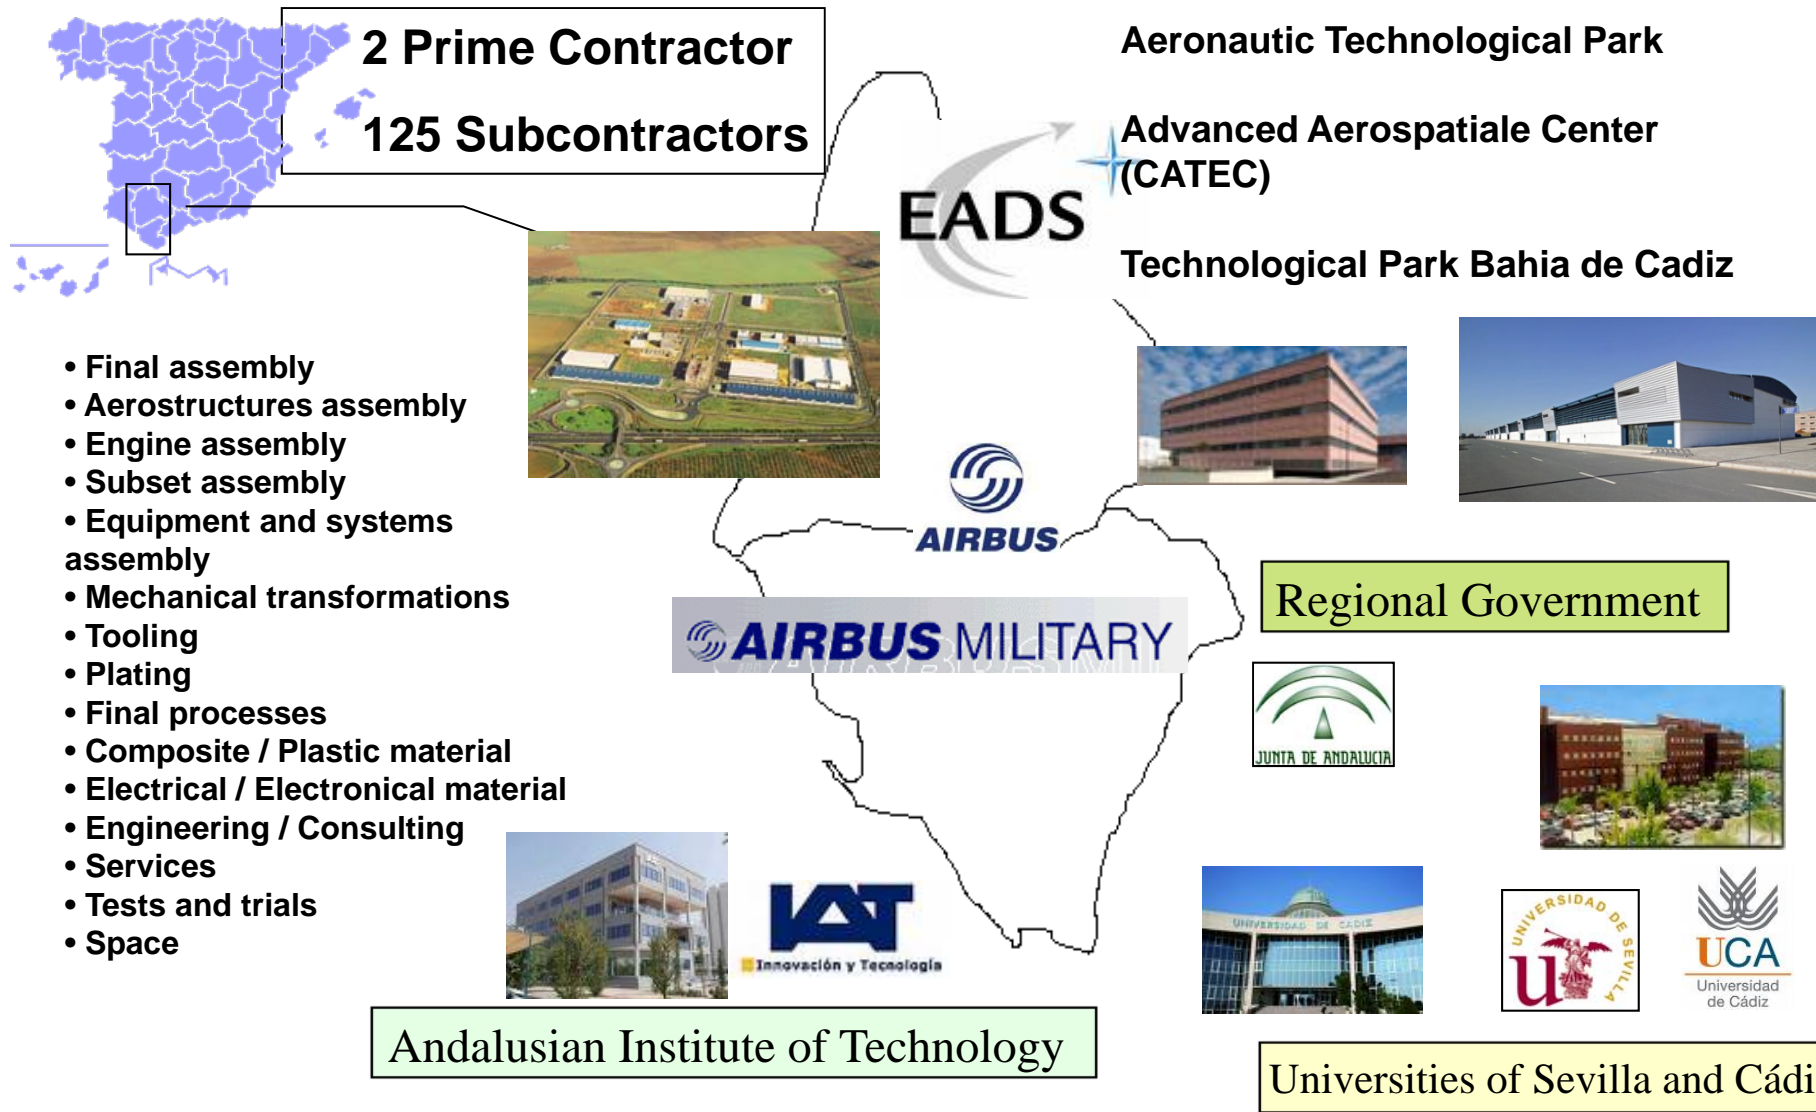 2 Prime Contractor
125 Subcontractors
Aeronautic Technological Park
Advanced Aerospatiale Center
(CATEC)
Technological Park Bahia de Cadiz
EADS
• Final assembly
• Aerostructures assembly
• Engine assembly
• Subset assembly
• Equipment and systems
assembly
• Mechanical transformations
• Tooling
• Plating
• Final processes
• Composite / Plastic material
• Electrical / Electronical material
• Engineering / Consulting
• Services
• Tests and trials
• Space
AIRBUS
AIRBUS MILITARY
Regional Government
JUNTA DE ANDALUCIA
IAT
Innovación y Tecnología
Andalusian Institute of Technology
UNIVERSIDAD DE CADIZ
UNIVERSIDAD DE SEVILLA
U
UCA
Universidad
de Cádiz
Universities of Sevilla and Cádi